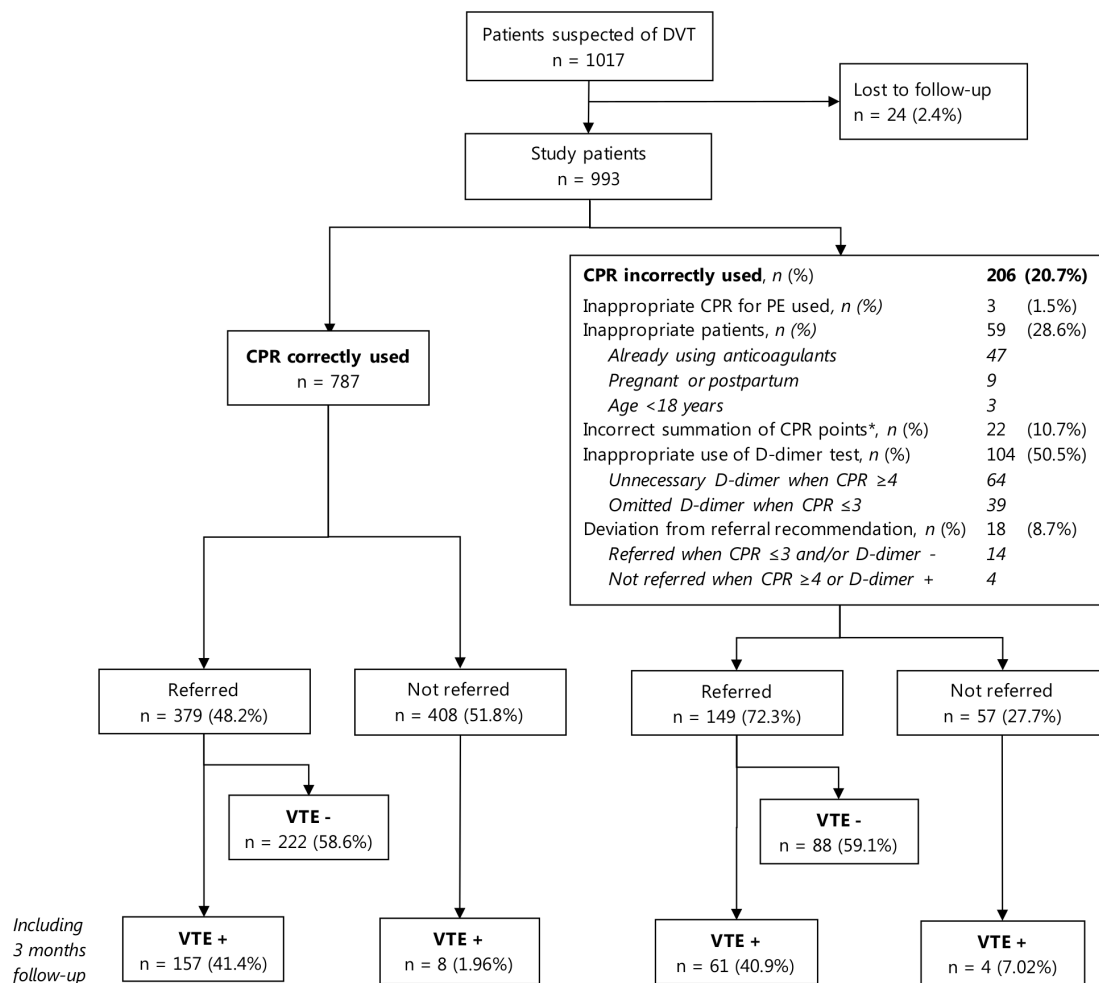 Patients suspected of DVT
n = 1017
Lost to follow-up
n = 24 (2.4%)
Study patients
n = 993
CPR correctly used
n = 787
CPR incorrectly used, n (%) 206 (20.7%)
Inappropriate CPR for PE used, n (%) 3 (1.5%)
Inappropriate patients, n (%) 59 (28.6%)
Already using anticoagulants 47
Pregnant or postpartum 9
Age <18 years 3
Incorrect summation of CPR points*, n (%) 22 (10.7%)
Inappropriate use of D-dimer test, n (%) 104 (50.5%)
Unnecessary D-dimer when CPR ≥4 64
Omitted D-dimer when CPR ≤3 39
Deviation from referral recommendation, n (%) 18 (8.7%)
Referred when CPR ≤3 and/or D-dimer - 14
Not referred when CPR ≥4 or D-dimer + 4
Referred
n = 379 (48.2%)
Not referred
n = 408 (51.8%)
Referred
n = 149 (72.3%)
Not referred
n = 57 (27.7%)
VTE -
n = 222 (58.6%)
VTE -
n = 88 (59.1%)
Including
3 months
follow-up
VTE +
n = 157 (41.4%)
VTE +
n = 8 (1.96%)
VTE +
n = 61 (40.9%)
VTE +
n = 4 (7.02%)